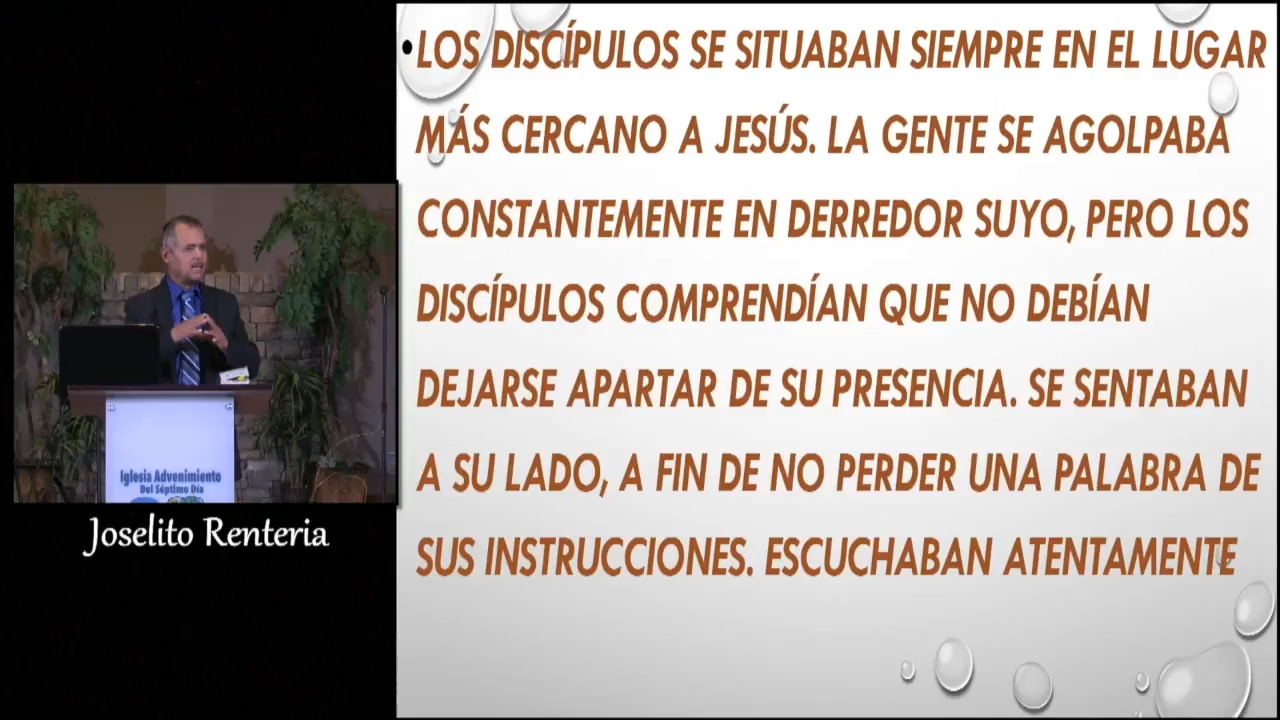 •LOS DISCÍPULOS SE SITUABAN SIEMPRE EN EL LUGAR
MÁS CERCANO A JESÚS. LA GENTE SE AGOLPABA
CONSTANTEMENTE EN DERREDOR SUYO, PERO LOS
DISCÍPULOS COMPRENDÍAN QUE NO DEBÍAN
DEJARSE APARTAR DE SU PRESENCIA. SE SENTABAN
A SU LADO, A FIN DE NO PERDER UNA PALABRA DE
SUS INSTRUCCIONES. ESCUCHABAN ATENTAMENTE
Iglesia Advenimiento
Del Séptimo Día
Joselito Renteria